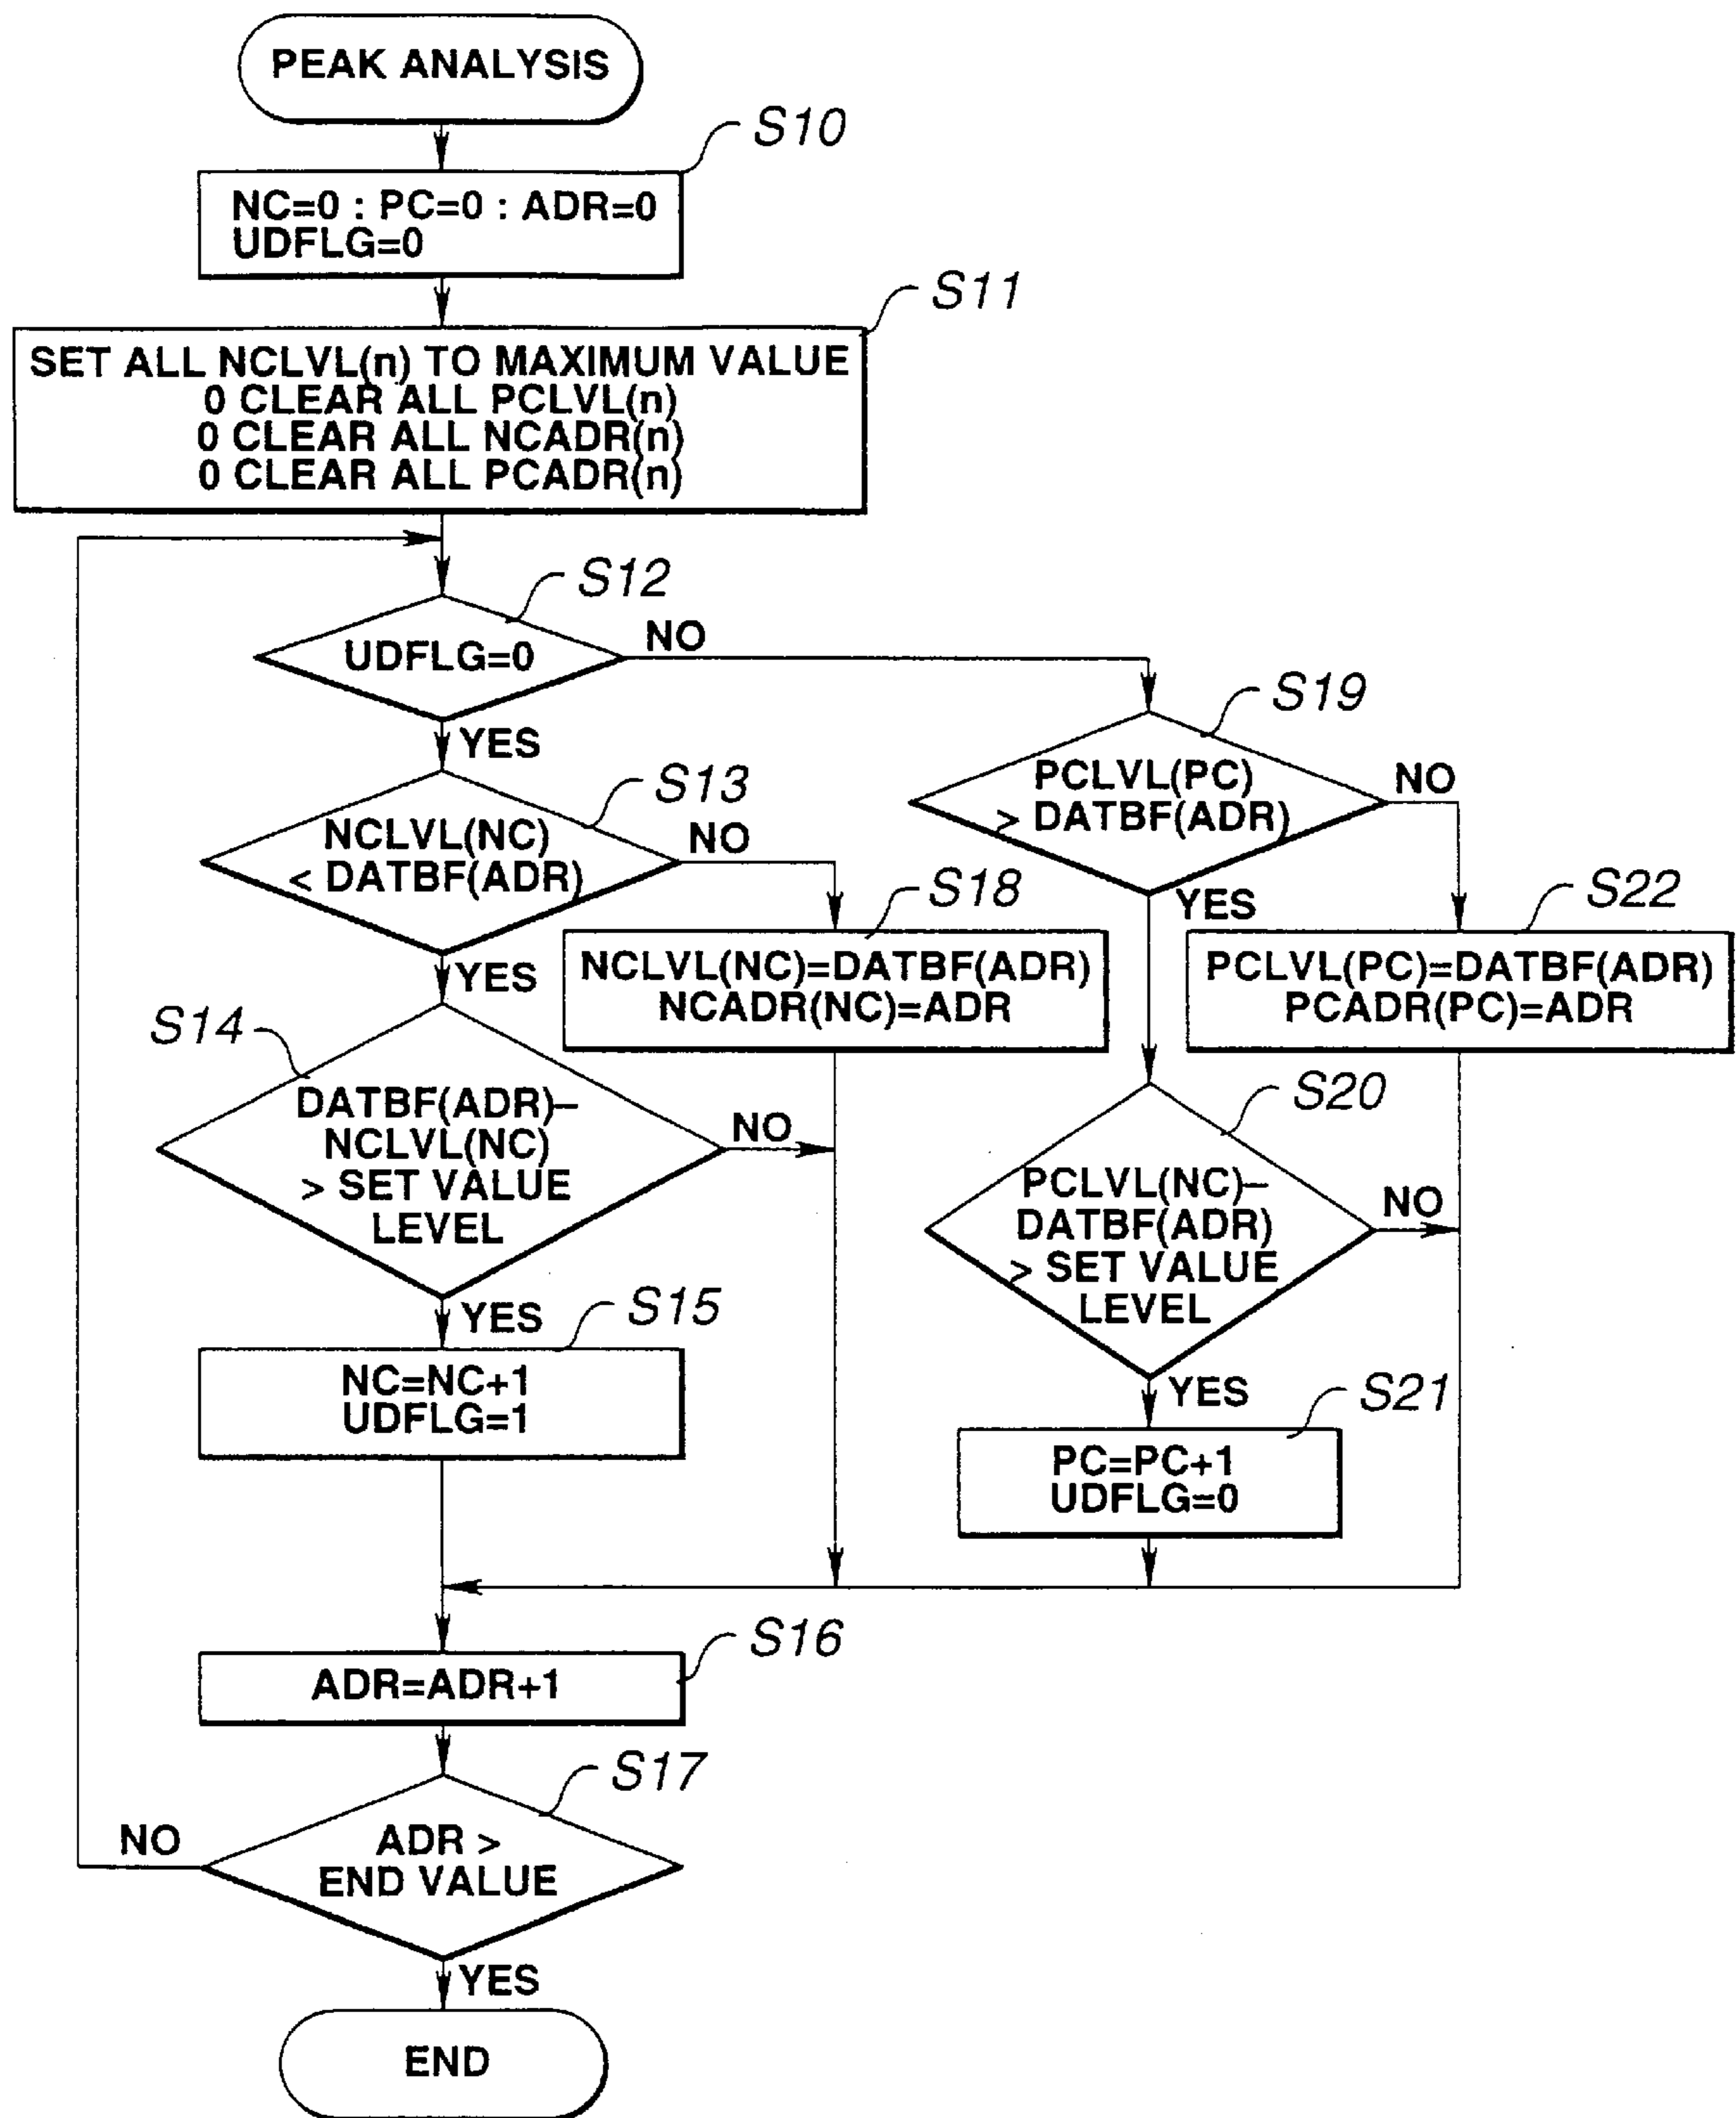 PEAK ANALYSIS
S10
NC=0 : PC=0 : ADR=0
UDFLG=0
S11
SET ALL NCLVL(n) TO MAXIMUM VALUE
0 CLEAR ALL PCLVL(n)
0 CLEAR ALL NCADR(n)
0 CLEAR ALL PCADR(n)
S12
UDFLG=0
NO
YES
S13
NCLVL(NC)
< DATBF(ADR)
NO
YES
S18
NCLVL(NC)=DATBF(ADR)
NCADR(NC)=ADR
S14
DATBF(ADR)–
NCLVL(NC)
> SET VALUE
LEVEL
NO
YES
S15
NC=NC+1
UDFLG=1
S19
PCLVL(PC)
> DATBF(ADR)
NO
YES
S22
PCLVL(PC)=DATBF(ADR)
PCADR(PC)=ADR
S20
PCLVL(NC)–
DATBF(ADR)
> SET VALUE
LEVEL
NO
YES
S21
PC=PC+1
UDFLG=0
S16
ADR=ADR+1
S17
ADR >
END VALUE
NO
YES
END